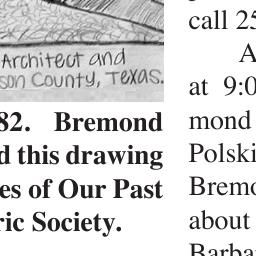 Architect and
son County, Texas.
82. Bremond
d this drawing
es of Our Past
ric Society.
call 25
A
at 9:0
mond
Polski
Bremo
about
Barba